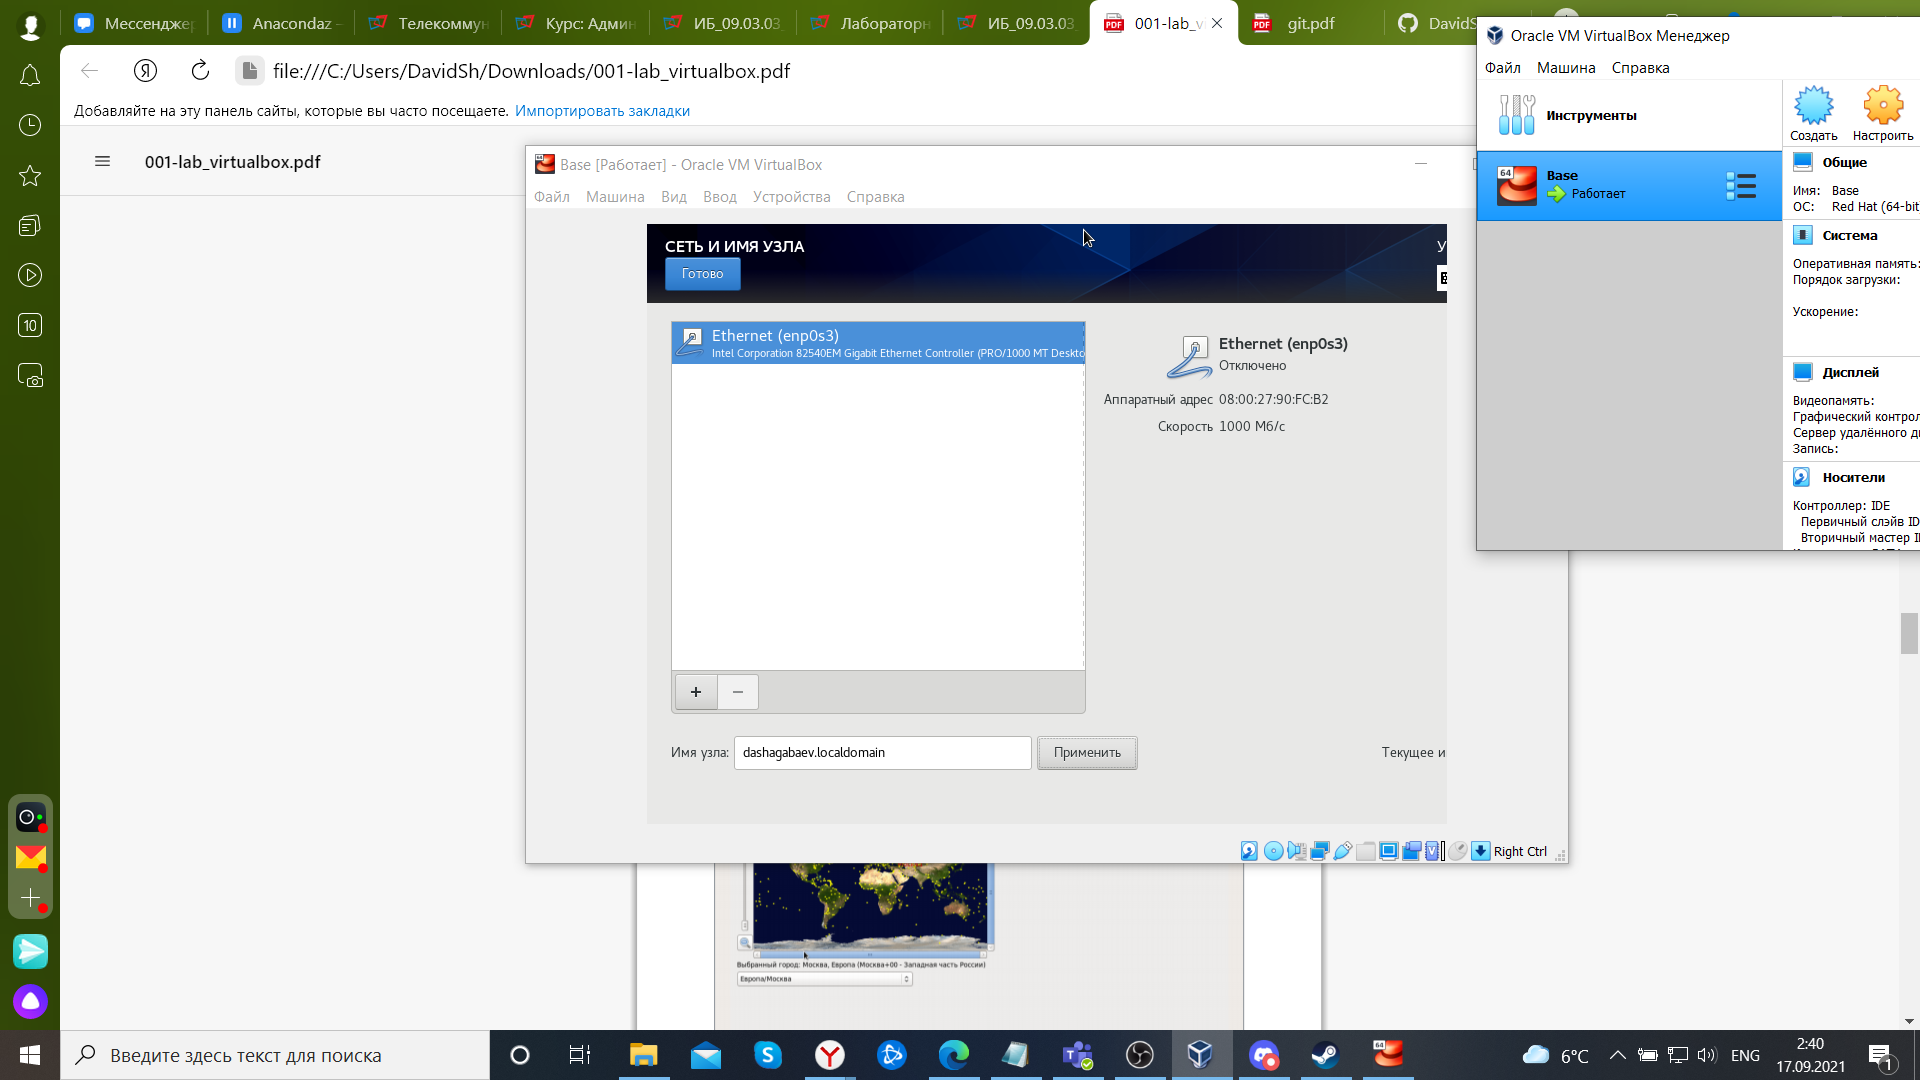 Мессендже
Anacondaz -
Телекоммун
Курс: Админ
ИБ_09.03.03
Лабораторн
ИБ_09.03.03
001-lab_v
git.pdf
DavidS
file:///C:/Users/DavidSh/Downloads/001-lab_virtualbox.pdf
Добавляйте на эту панель сайты, которые вы часто посещаете. Импортировать закладки
001-lab_virtualbox.pdf
10
Oracle VM VirtualBox Менеджер
Файл Машина Справка
Инструменты
Создать Настроить
64
Base
Работает
Общие
Имя: Base
ОС: Red Hat (64-bit
Система
Оперативная память:
Порядок загрузки:
Ускорение:
Дисплей
Видеопамять:
Графический контрол
Сервер удалённого д
Запись:
Носители
Контроллер: IDE
Первичный слэйв ID
Вторичный мастер I
Base [Работает] - Oracle VM VirtualBox
Файл Машина Вид Ввод Устройства Справка
СЕТЬ И ИМЯ УЗЛА
У
Готово
Ethernet (enp0s3)
Intel Corporation 82540EM Gigabit Ethernet Controller (PRO/1000 MT Deskto
Ethernet (enp0s3)
Отключено
Аппаратный адрес 08:00:27:90:FC:B2
Скорость 1000 Мб/с
+ −
Имя узла: dashagabaev.localdomain Применить Текущее и
Right Ctrl
Выбранный город: Москва, Европа (Москва+00 - Западная часть России)
Европа/Москва
Введите здесь текст для поиска
6°C
ENG
2:40
17.09.2021
1